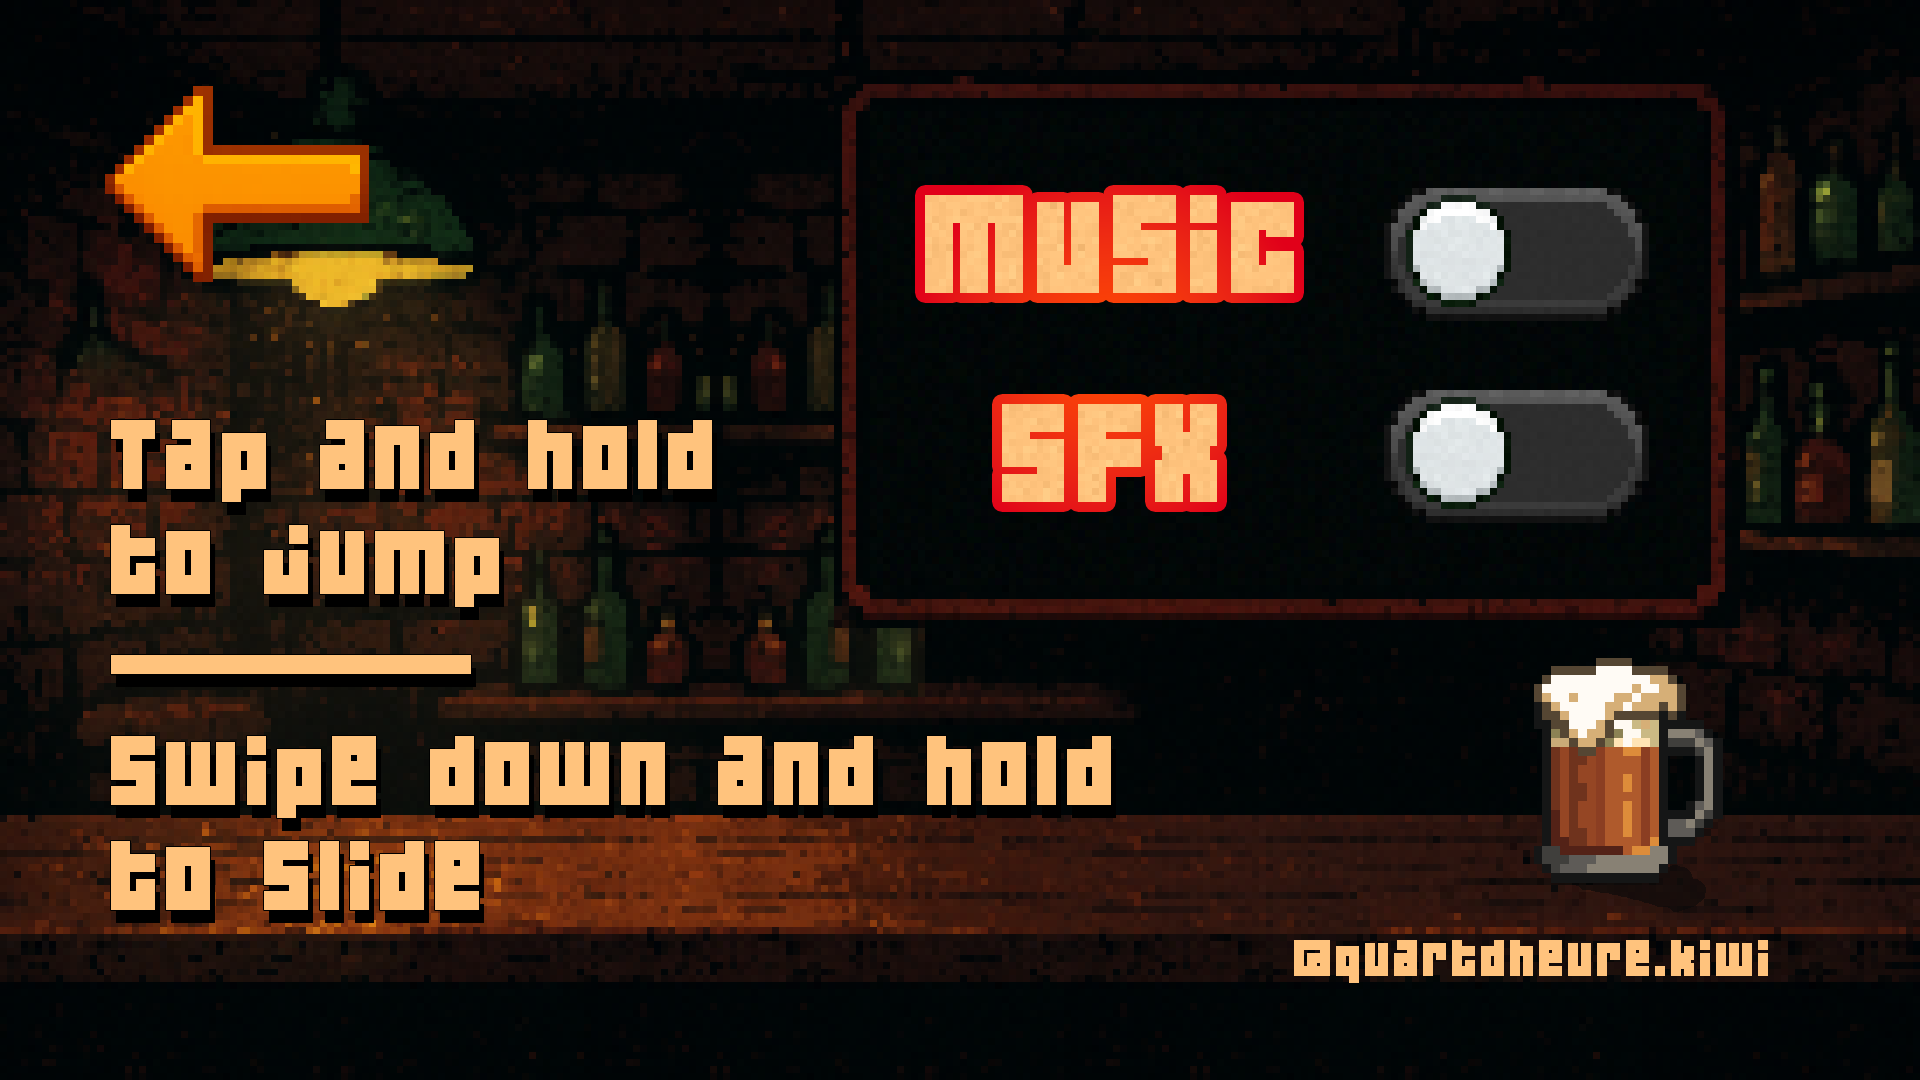 Music
SFX
Tap and hold
to jump
Swipe down and hold
to slide
@quartdheure.kiwi